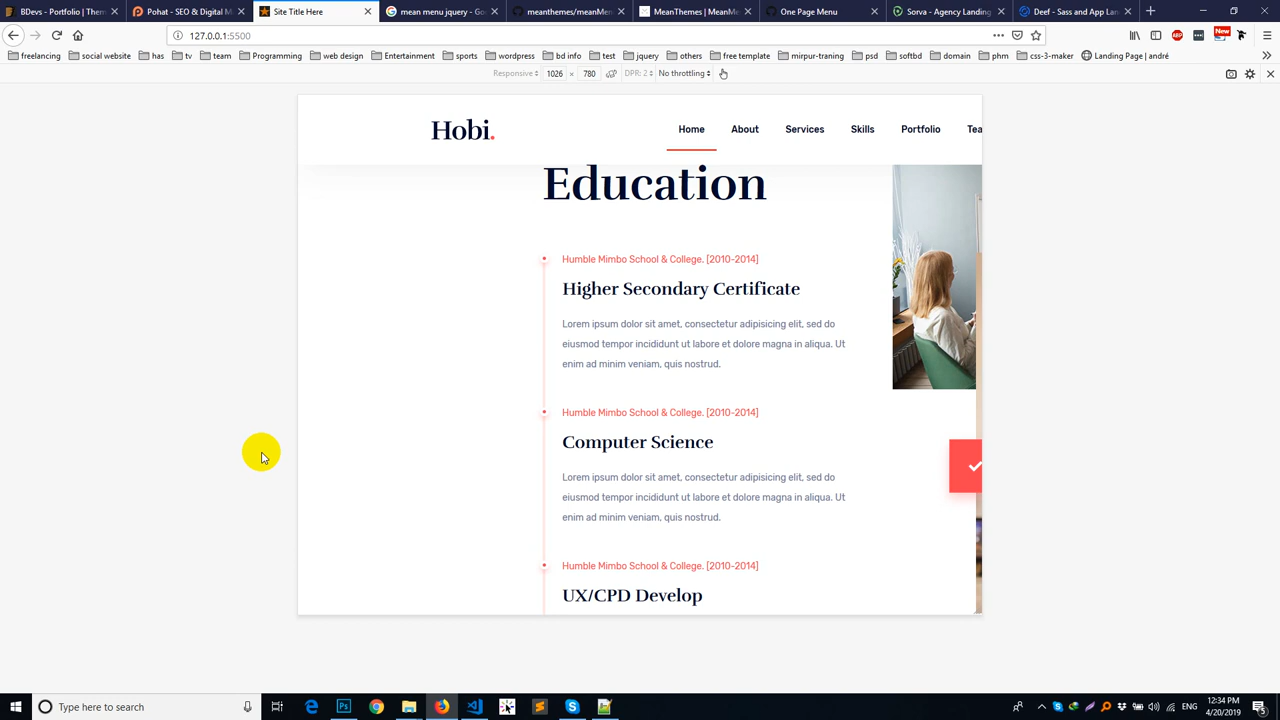 BDevs - Portfolio | Them
Pohat - SEO & Digital M
Site Title Here
mean menu jquery - Goo
meanthemes/meanMen
MeanThemes | MeanM
One Page Menu
Sorva - Agency Landing
Deef - Sass and App Lan
127.0.0.1:5500
New
freelancing
social website
has
tv
team
Programming
web design
Entertainment
sports
wordpress
bd info
test
jquery
others
free template
mirpur-traning
psd
softbd
domain
phm
css-3-maker
Landing Page | andré
Responsive
1026 × 780
DPR: 2
No throttling
Hobi.
Home About Services Skills Portfolio Tea
Education
Humble Mimbo School & College. [2010-2014]
Higher Secondary Certificate
Lorem ipsum dolor sit amet, consectetur adipisicing elit, sed do
eiusmod tempor incididunt ut labore et dolore magna in aliqua. Ut
enim ad minim veniam, quis nostrud.
Humble Mimbo School & College. [2010-2014]
Computer Science
Lorem ipsum dolor sit amet, consectetur adipisicing elit, sed do
eiusmod tempor incididunt ut labore et dolore magna in aliqua. Ut
enim ad minim veniam, quis nostrud.
Humble Mimbo School & College. [2010-2014]
UX/CPD Develop
Type here to search
ENG
12:34 PM
4/20/2019